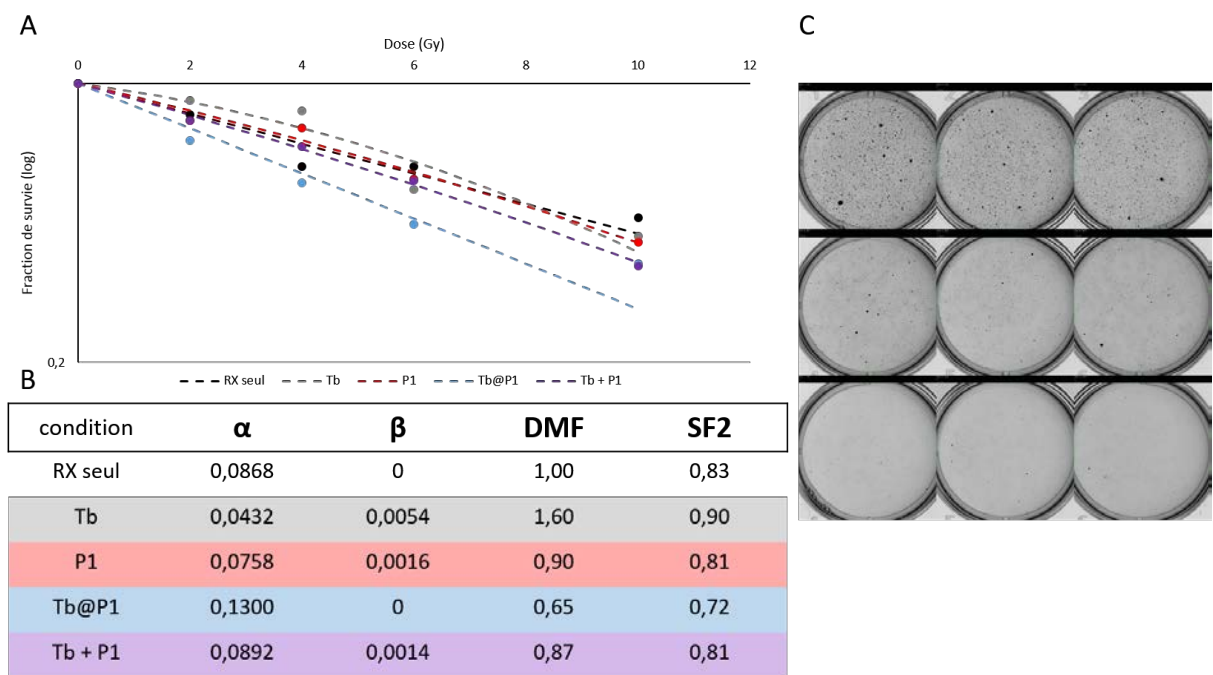 A
Dose (Gy)
0 2 4 6 10 12
Fraction de survie (log)
0,2
RX seul Tb P1 Tb@P1 Tb + P1
B
condition α β DMF SF2
RX seul 0,0868 0 1,00 0,83
Tb 0,0432 0,0054 1,60 0,90
P1 0,0758 0,0016 0,90 0,81
Tb@P1 0,1300 0 0,65 0,72
Tb + P1 0,0892 0,0014 0,87 0,81
C